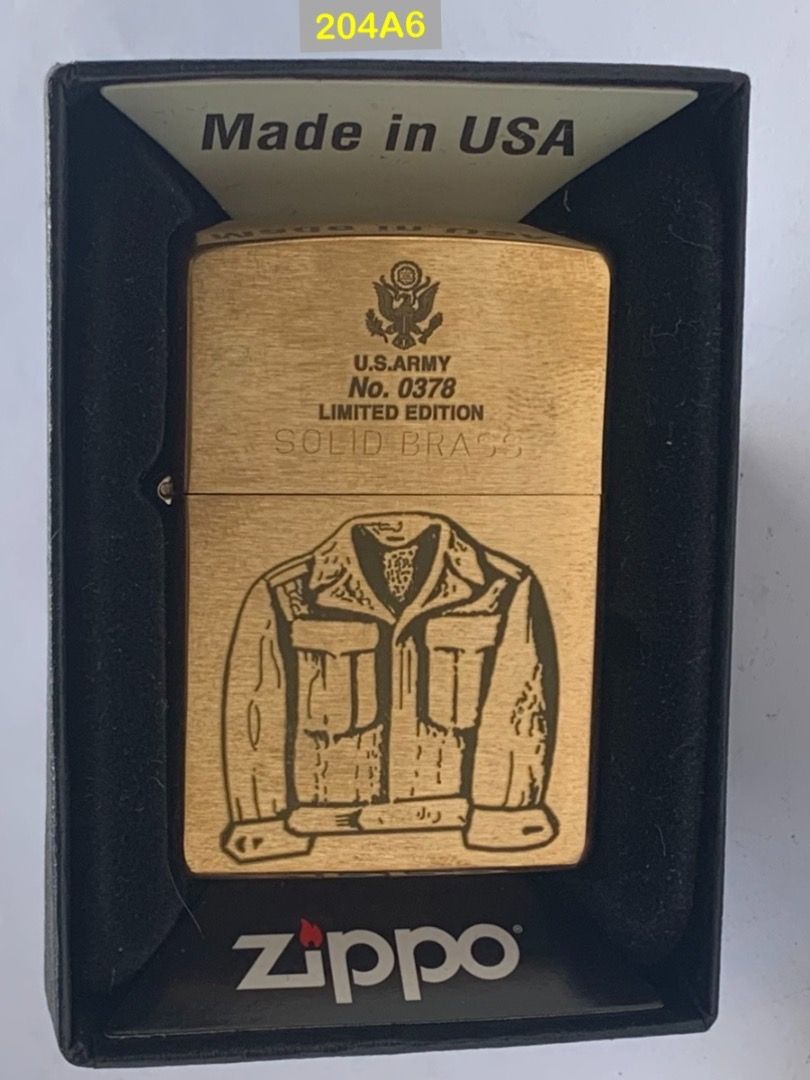 204A6
Made in USA
U.S.ARMY
No. 0378
LIMITED EDITION
SOLID BRASS
zippo